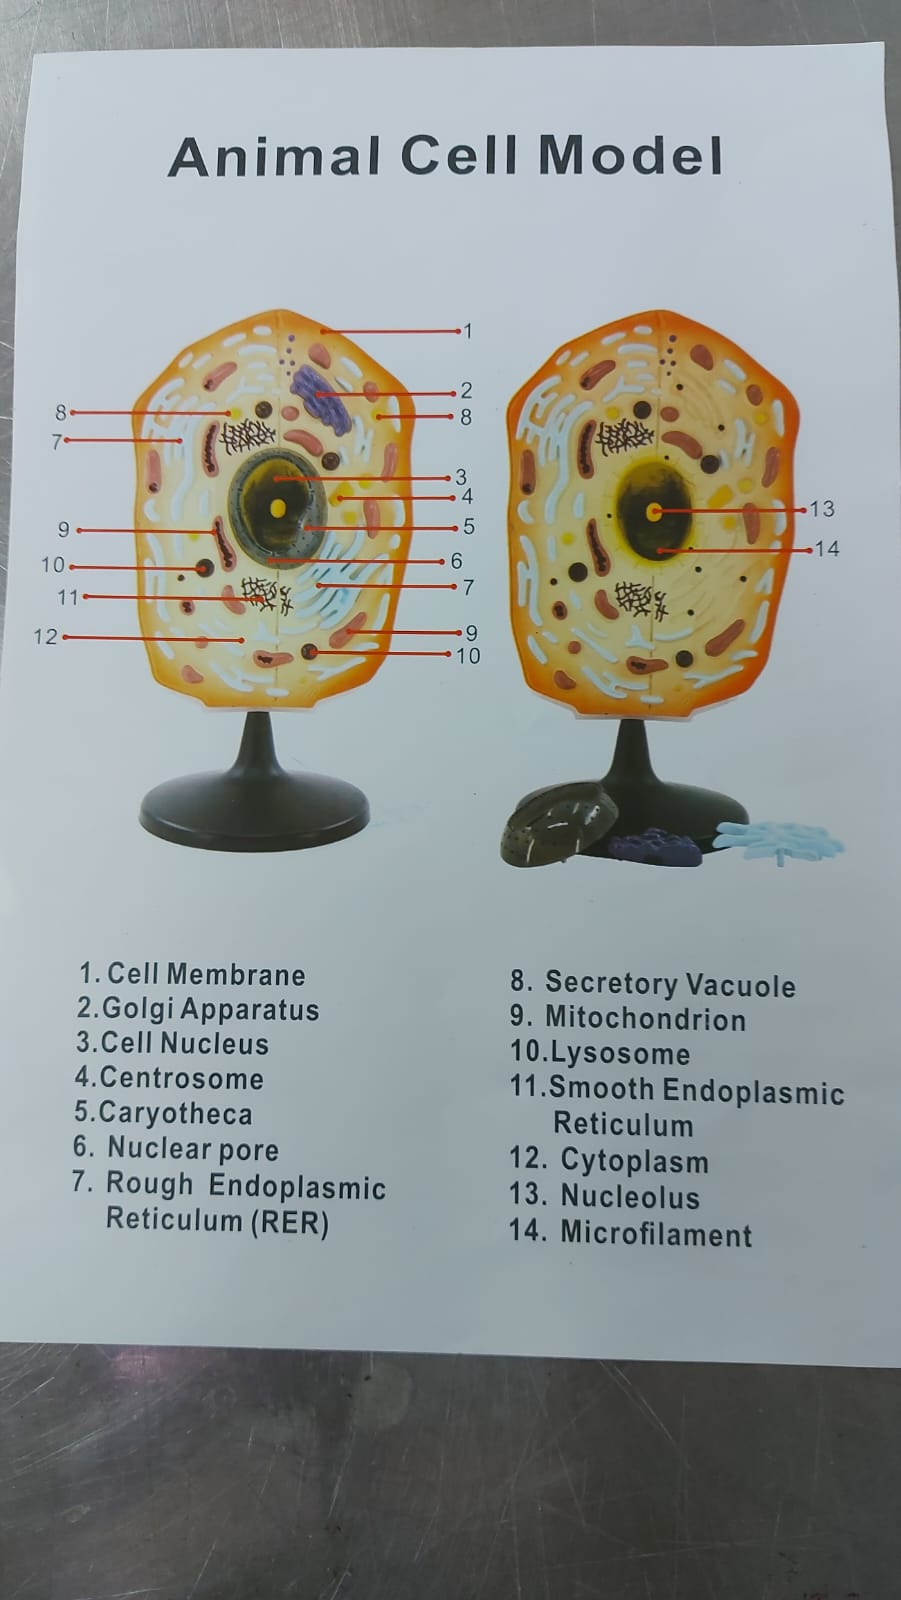 Animal Cell Model
1
2
8
8
7
3
4
13
5
9
14
6
10
7
11
9
12
10
1. Cell Membrane
2.Golgi Apparatus
3.Cell Nucleus
4.Centrosome
5.Caryotheca
6. Nuclear pore
7. Rough Endoplasmic
Reticulum (RER)
8. Secretory Vacuole
9. Mitochondrion
10.Lysosome
11.Smooth Endoplasmic
Reticulum
12. Cytoplasm
13. Nucleolus
14. Microfilament